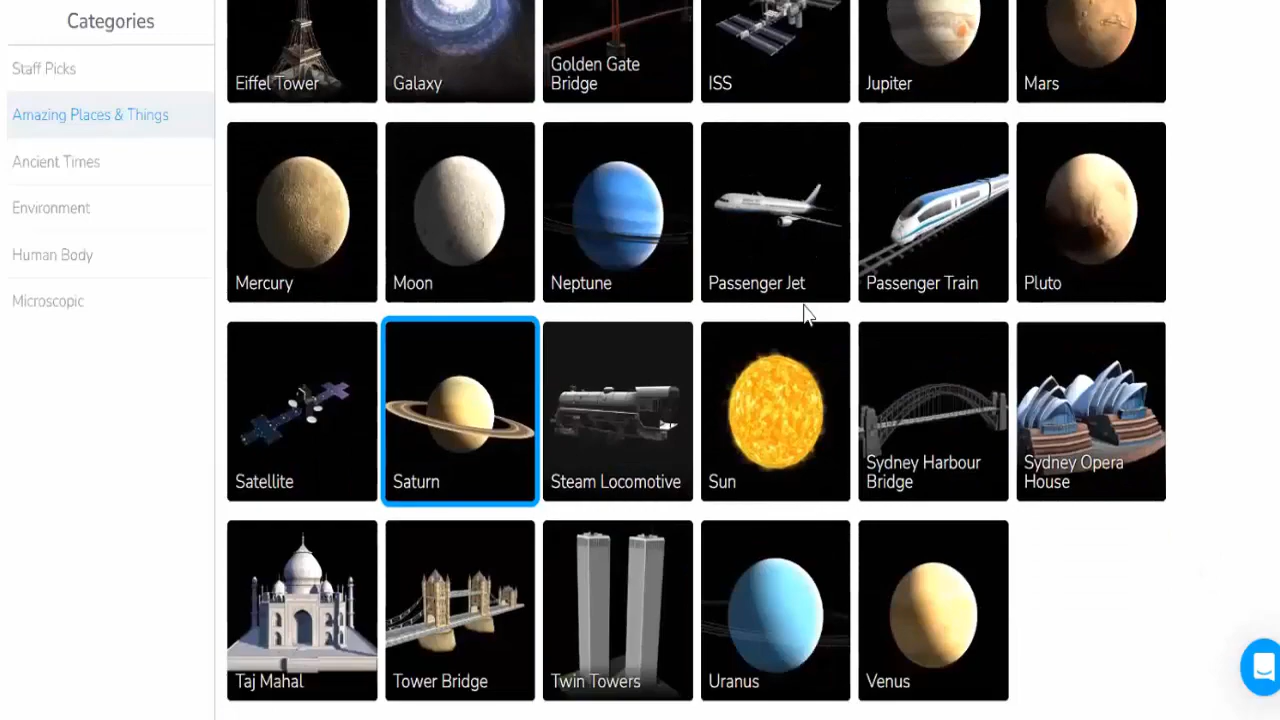 Categories
Staff Picks
Amazing Places & Things
Ancient Times
Environment
Human Body
Microscopic
Eiffel Tower
Galaxy
Golden Gate
Bridge
ISS
Jupiter
Mars
Mercury
Moon
Neptune
Passenger Jet
Passenger Train
Pluto
Satellite
Saturn
Steam Locomotive
Sun
Sydney Harbour
Bridge
Sydney Opera
House
Taj Mahal
Tower Bridge
Twin Towers
Uranus
Venus